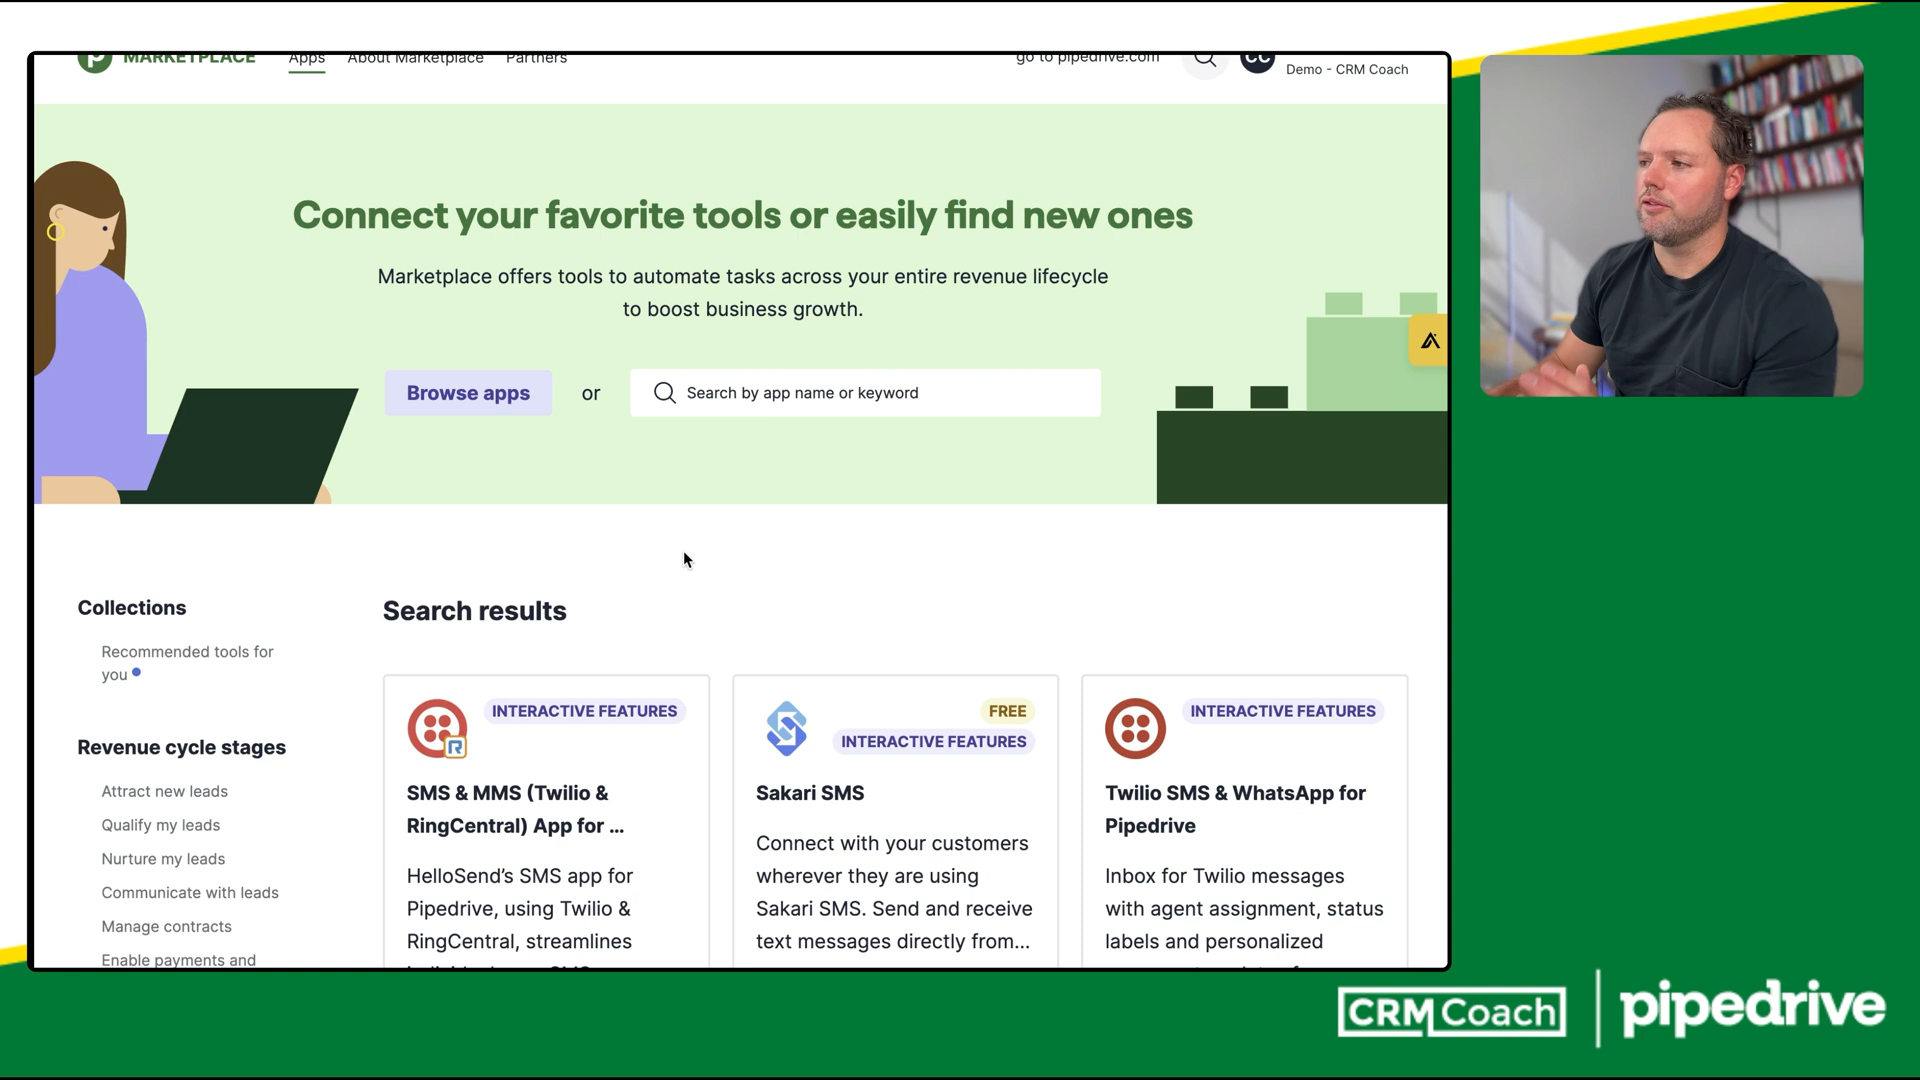 MARKETPLACE
Apps
About Marketplace
Partners
go to pipedrive.com
CC
Demo - CRM Coach
Connect your favorite tools or easily find new ones
Marketplace offers tools to automate tasks across your entire revenue lifecycle
to boost business growth.
Browse apps
or
Search by app name or keyword
Collections
Recommended tools for
you
Revenue cycle stages
Attract new leads
Qualify my leads
Nurture my leads
Communicate with leads
Manage contracts
Enable payments and
Search results
INTERACTIVE FEATURES
SMS & MMS (Twilio &
RingCentral) App for ...
HelloSend's SMS app for
Pipedrive, using Twilio &
RingCentral, streamlines
FREE
INTERACTIVE FEATURES
Sakari SMS
Connect with your customers
wherever they are using
Sakari SMS. Send and receive
text messages directly from...
INTERACTIVE FEATURES
Twilio SMS & WhatsApp for
Pipedrive
Inbox for Twilio messages
with agent assignment, status
labels and personalized
CRM Coach
pipedrive